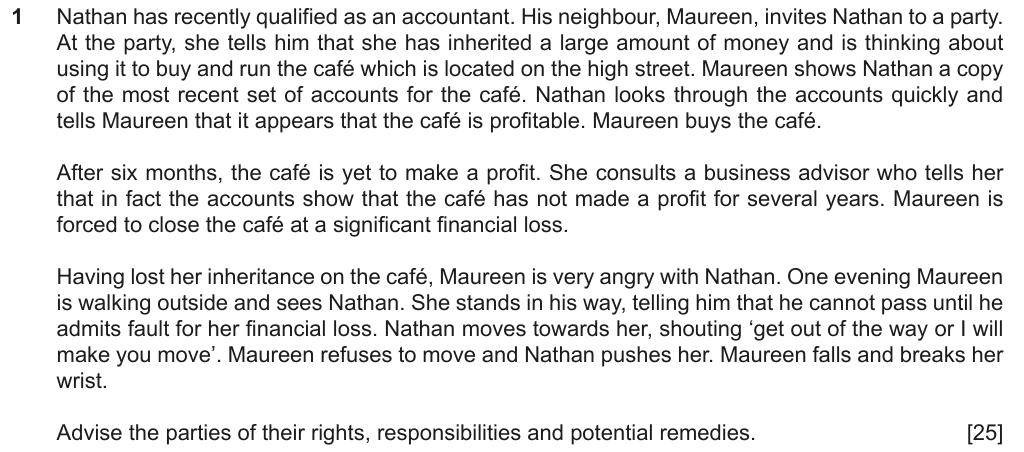 1 Nathan has recently qualified as an accountant. His neighbour, Maureen, invites Nathan to a party.
At the party, she tells him that she has inherited a large amount of money and is thinking about
using it to buy and run the café which is located on the high street. Maureen shows Nathan a copy
of the most recent set of accounts for the café. Nathan looks through the accounts quickly and
tells Maureen that it appears that the café is profitable. Maureen buys the café.
After six months, the café is yet to make a profit. She consults a business advisor who tells her
that in fact the accounts show that the café has not made a profit for several years. Maureen is
forced to close the café at a significant financial loss.
Having lost her inheritance on the café, Maureen is very angry with Nathan. One evening Maureen
is walking outside and sees Nathan. She stands in his way, telling him that he cannot pass until he
admits fault for her financial loss. Nathan moves towards her, shouting ‘get out of the way or I will
make you move’. Maureen refuses to move and Nathan pushes her. Maureen falls and breaks her
wrist.
Advise the parties of their rights, responsibilities and potential remedies. [25]